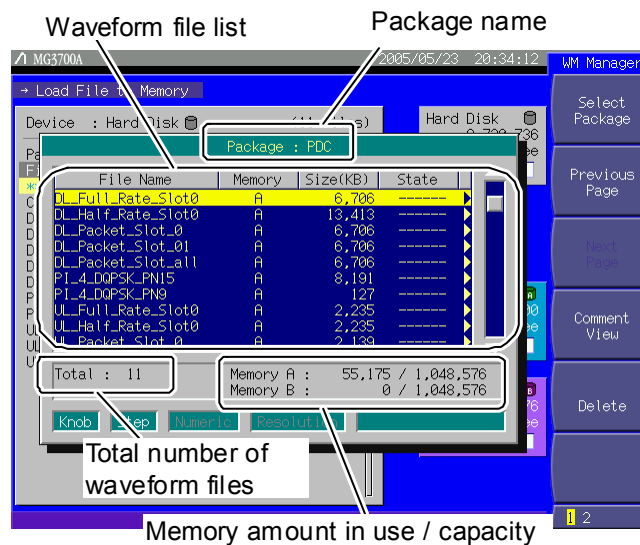 Waveform file list
Package name
MG3700A
2005/05/23 20:34:12
WM Manager
→ Load File to Memory
Select
Package
Device : Hard Disk
Hard Disk
Package : PDC
File Name Memory Size(KB) State
DL_Full_Rate_Slot0 A 6,706 ------
DL_Half_Rate_Slot0 A 13,413 ------
DL_Packet_Slot_0 A 6,706 ------
DL_Packet_Slot_01 A 6,706 ------
DL_Packet_Slot_all A 6,706 ------
PI_4_DQPSK_PN15 A 8,191 ------
PI_4_DQPSK_PN9 A 127 ------
UL_Full_Rate_Slot0 A 2,235 ------
UL_Half_Rate_Slot0 A 2,235 ------
UL_Packet_Slot_0 A 2,139 ------
Previous
Page
Next
Page
Comment
View
Total : 11
Memory A : 55,175 / 1,048,576
Memory B : 0 / 1,048,576
Delete
Knob Step Numeric Resolution
Total number of
waveform files
1 2
Memory amount in use / capacity